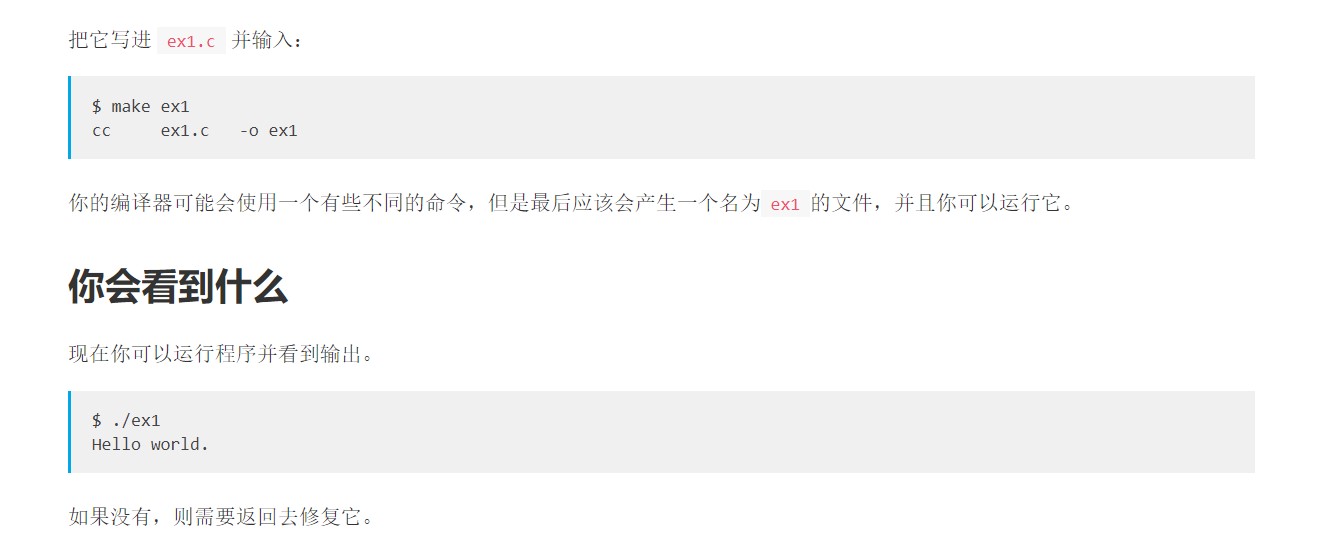 把它写进 ex1.c 并输入：
$ make ex1
cc     ex1.c   -o ex1
你的编译器可能会使用一个有些不同的命令，但是最后应该会产生一个名为 ex1 的文件，并且你可以运行它。
你会看到什么
现在你可以运行程序并看到输出。
$ ./ex1
Hello world.
如果没有，则需要返回去修复它。